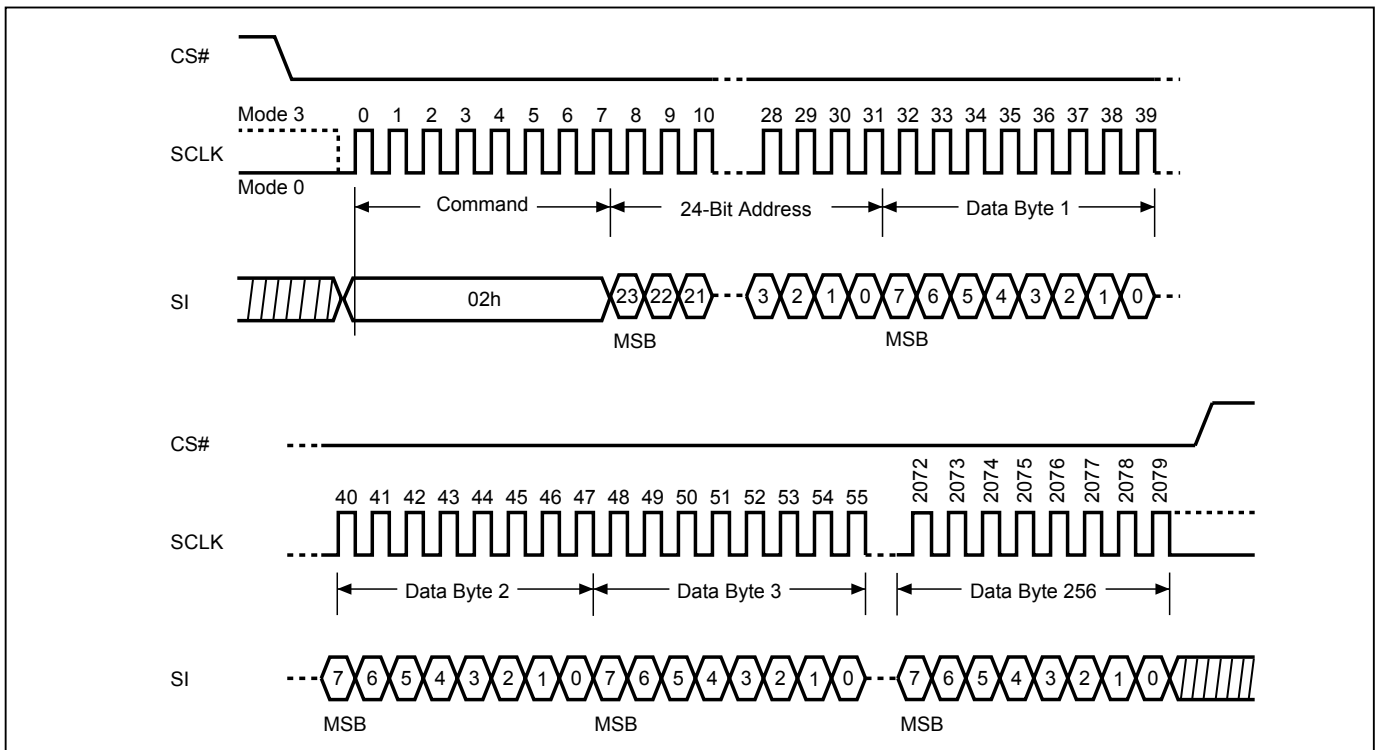 CS#
Mode 3 0 1 2 3 4 5 6 7 8 9 10 28 29 30 31 32 33 34 35 36 37 38 39
SCLK
Mode 0
Command 24-Bit Address Data Byte 1
SI 02h 23 22 21 3 2 1 0 7 6 5 4 3 2 1 0
MSB MSB
CS#
40 41 42 43 44 45 46 47 48 49 50 51 52 53 54 55 2072 2073 2074 2075 2076 2077 2078 2079
SCLK
Data Byte 2 Data Byte 3 Data Byte 256
SI 7 6 5 4 3 2 1 0 7 6 5 4 3 2 1 0 7 6 5 4 3 2 1 0
MSB MSB MSB